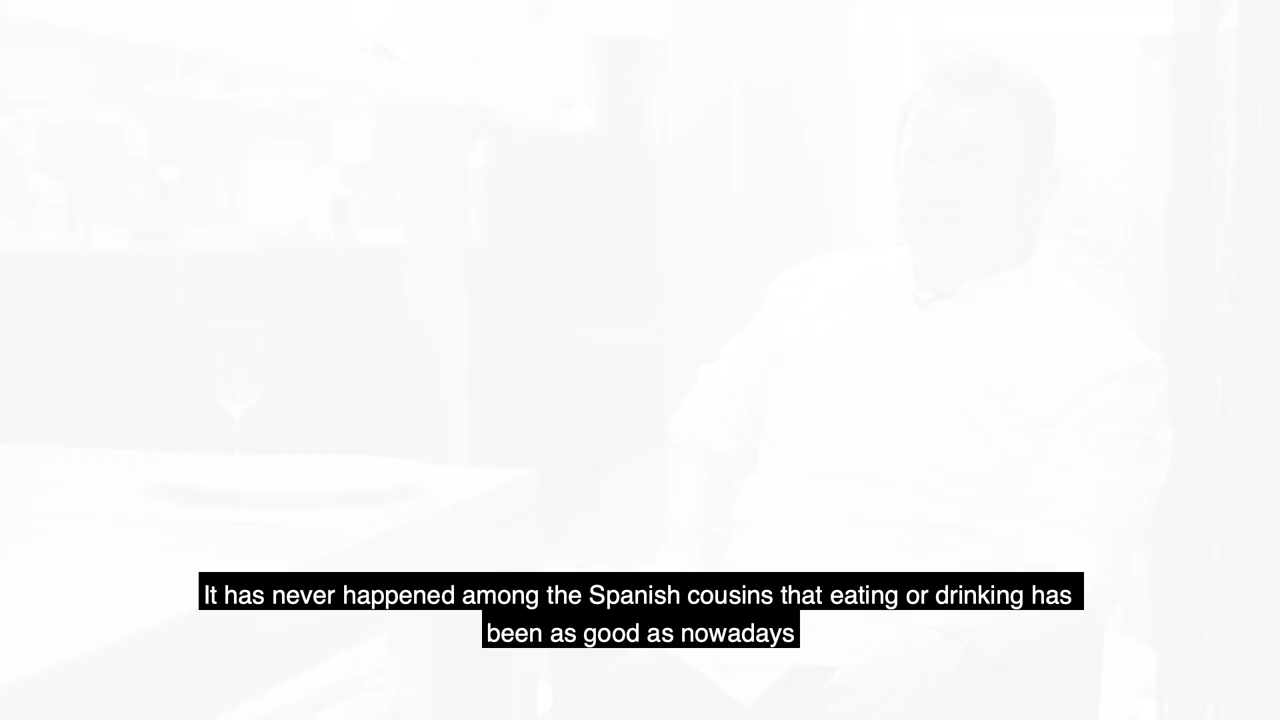 It has never happened among the Spanish cousins that eating or drinking has
been as good as nowadays